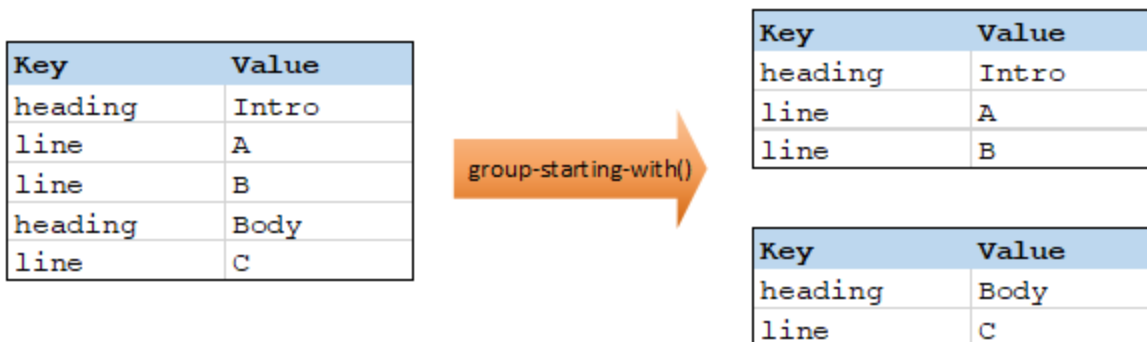 Key Value
heading Intro
line A
line B
heading Body
line C
group-starting-with()
Key Value
heading Intro
line A
line B
Key Value
heading Body
line C